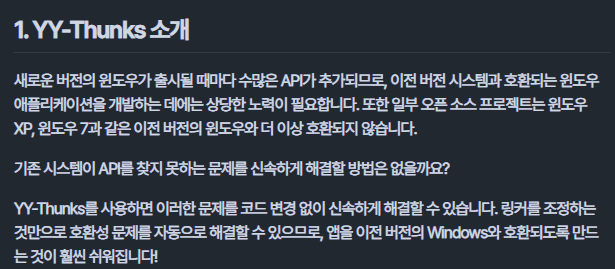 1. YY-Thunks 소개
새로운 버전의 윈도우가 출시될 때마다 수많은 API가 추가되므로, 이전 버전 시스템과 호환되는 윈도우
애플리케이션을 개발하는 데에는 상당한 노력이 필요합니다. 또한 일부 오픈 소스 프로젝트는 윈도우
XP, 윈도우 7과 같은 이전 버전의 윈도우와 더 이상 호환되지 않습니다.
기존 시스템이 API를 찾지 못하는 문제를 신속하게 해결할 방법은 없을까요?
YY-Thunks를 사용하면 이러한 문제를 코드 변경 없이 신속하게 해결할 수 있습니다. 링커를 조정하는
것만으로 호환성 문제를 자동으로 해결할 수 있으므로, 앱을 이전 버전의 Windows와 호환되도록 만드
는 것이 훨씬 쉬워집니다!